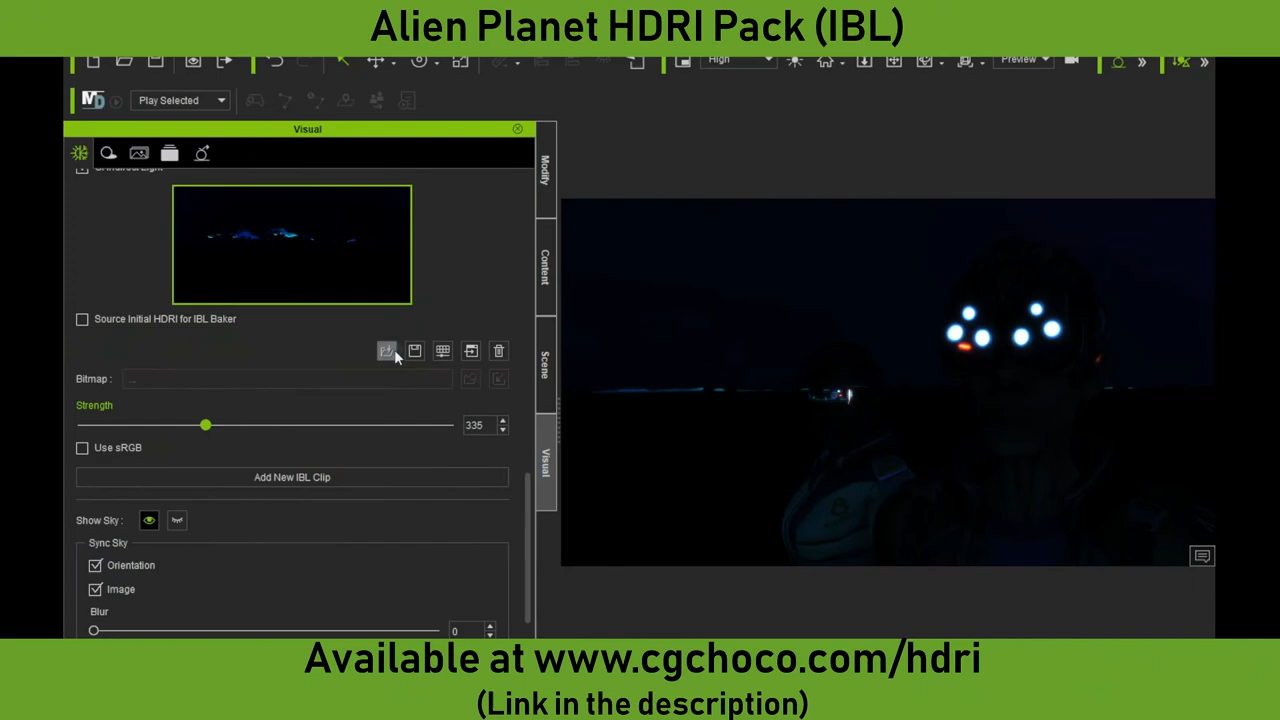 Alien Planet HDRI Pack (IBL)
High
Preview
MD
Play Selected
Visual
Modify
Content
Scene
Visual
Source Initial HDRI for IBL Baker
Bitmap : ...
Strength
335
Use sRGB
Add New IBL Clip
Show Sky :
Sync Sky
Orientation
Image
Blur
0
Available at www.cgchoco.com/hdri
(Link in the description)